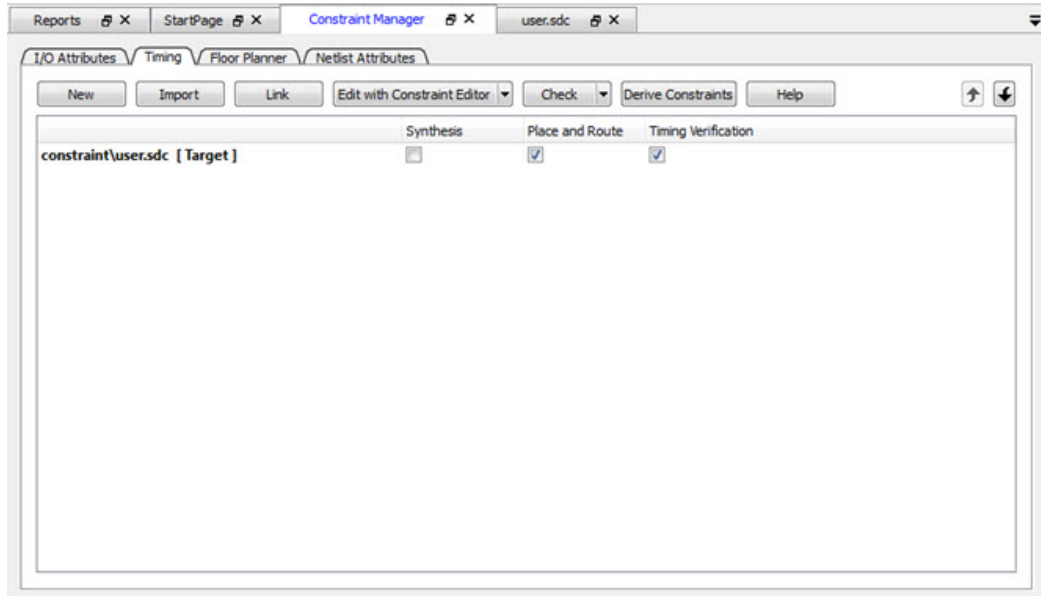 Reports StartPage Constraint Manager user.sdc
I/O Attributes Timing Floor Planner Netlist Attributes
New Import Link Edit with Constraint Editor Check Derive Constraints Help
Synthesis Place and Route Timing Verification
constraint\user.sdc [ Target ]